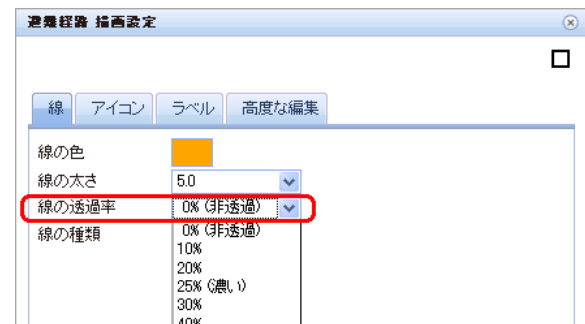 避難経路 描画設定
線 アイコン ラベル 高度な編集
線の色
線の太さ 5.0
線の透過率 0% (非透過)
線の種類 0% (非透過)
10%
20%
25% (濃い)
30%
40%